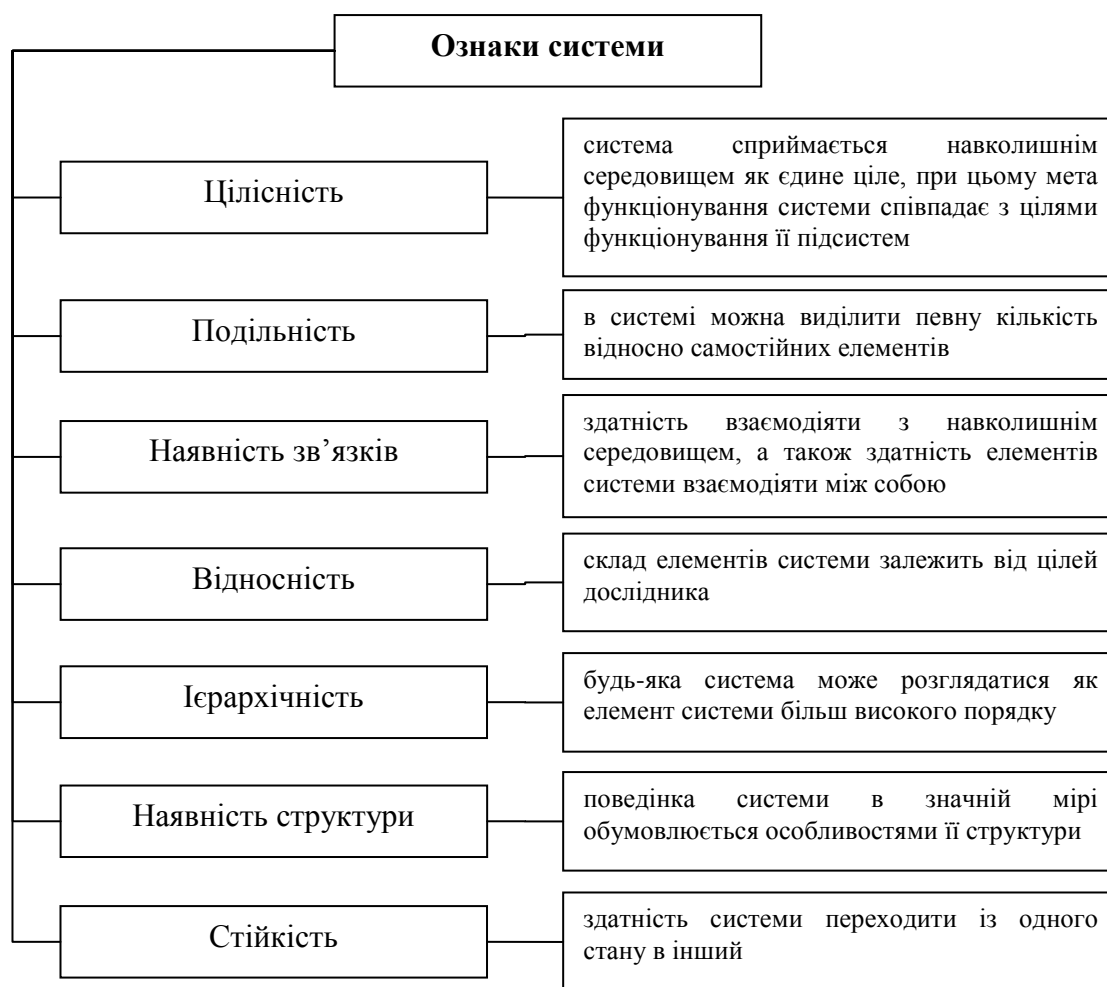 Ознаки системи
Цілісність
система сприймається навколишнім
середовищем як єдине ціле, при цьому мета
функціонування системи співпадає з цілями
функціонування її підсистем
Подільність
в системі можна виділити певну кількість
відносно самостійних елементів
Наявність зв’язків
здатність взаємодіяти з навколишнім
середовищем, а також здатність елементів
системи взаємодіяти між собою
Відносність
склад елементів системи залежить від цілей
дослідника
Ієрархічність
будь-яка система може розглядатися як
елемент системи більш високого порядку
Наявність структури
поведінка системи в значній мірі
обумовлюється особливостями її структури
Стійкість
здатність системи переходити із одного
стану в інший